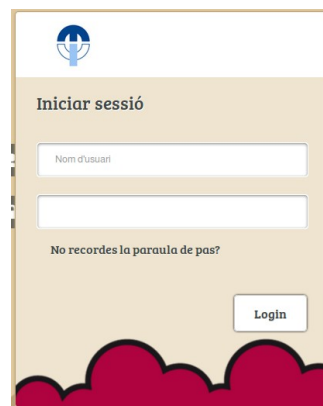 Iniciar sessió
Nom d'usuari
No recordes la paraula de pas?
Login